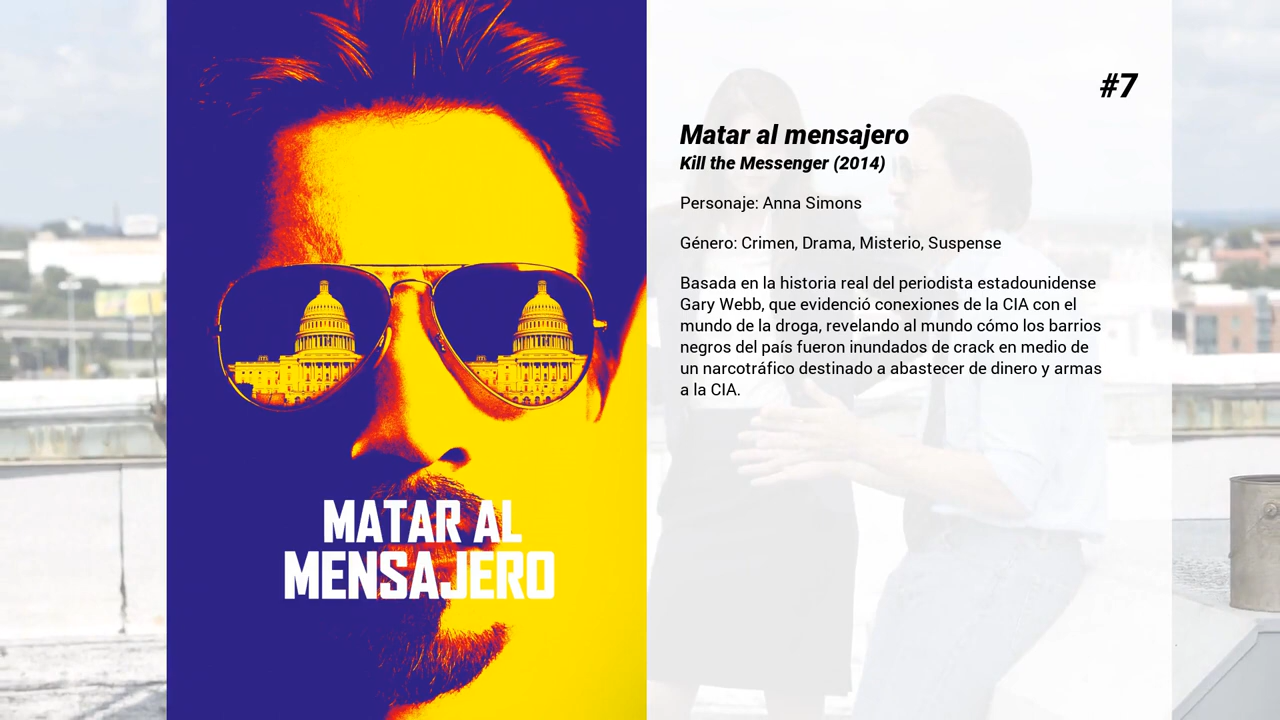 #7
Matar al mensajero
Kill the Messenger (2014)
Personaje: Anna Simons
Género: Crimen, Drama, Misterio, Suspense
Basada en la historia real del periodista estadounidense
Gary Webb, que evidenció conexiones de la CIA con el
mundo de la droga, revelando al mundo cómo los barrios
negros del país fueron inundados de crack en medio de
un narcotráfico destinado a abastecer de dinero y armas
a la CIA.
MATAR AL
MENSAJERO